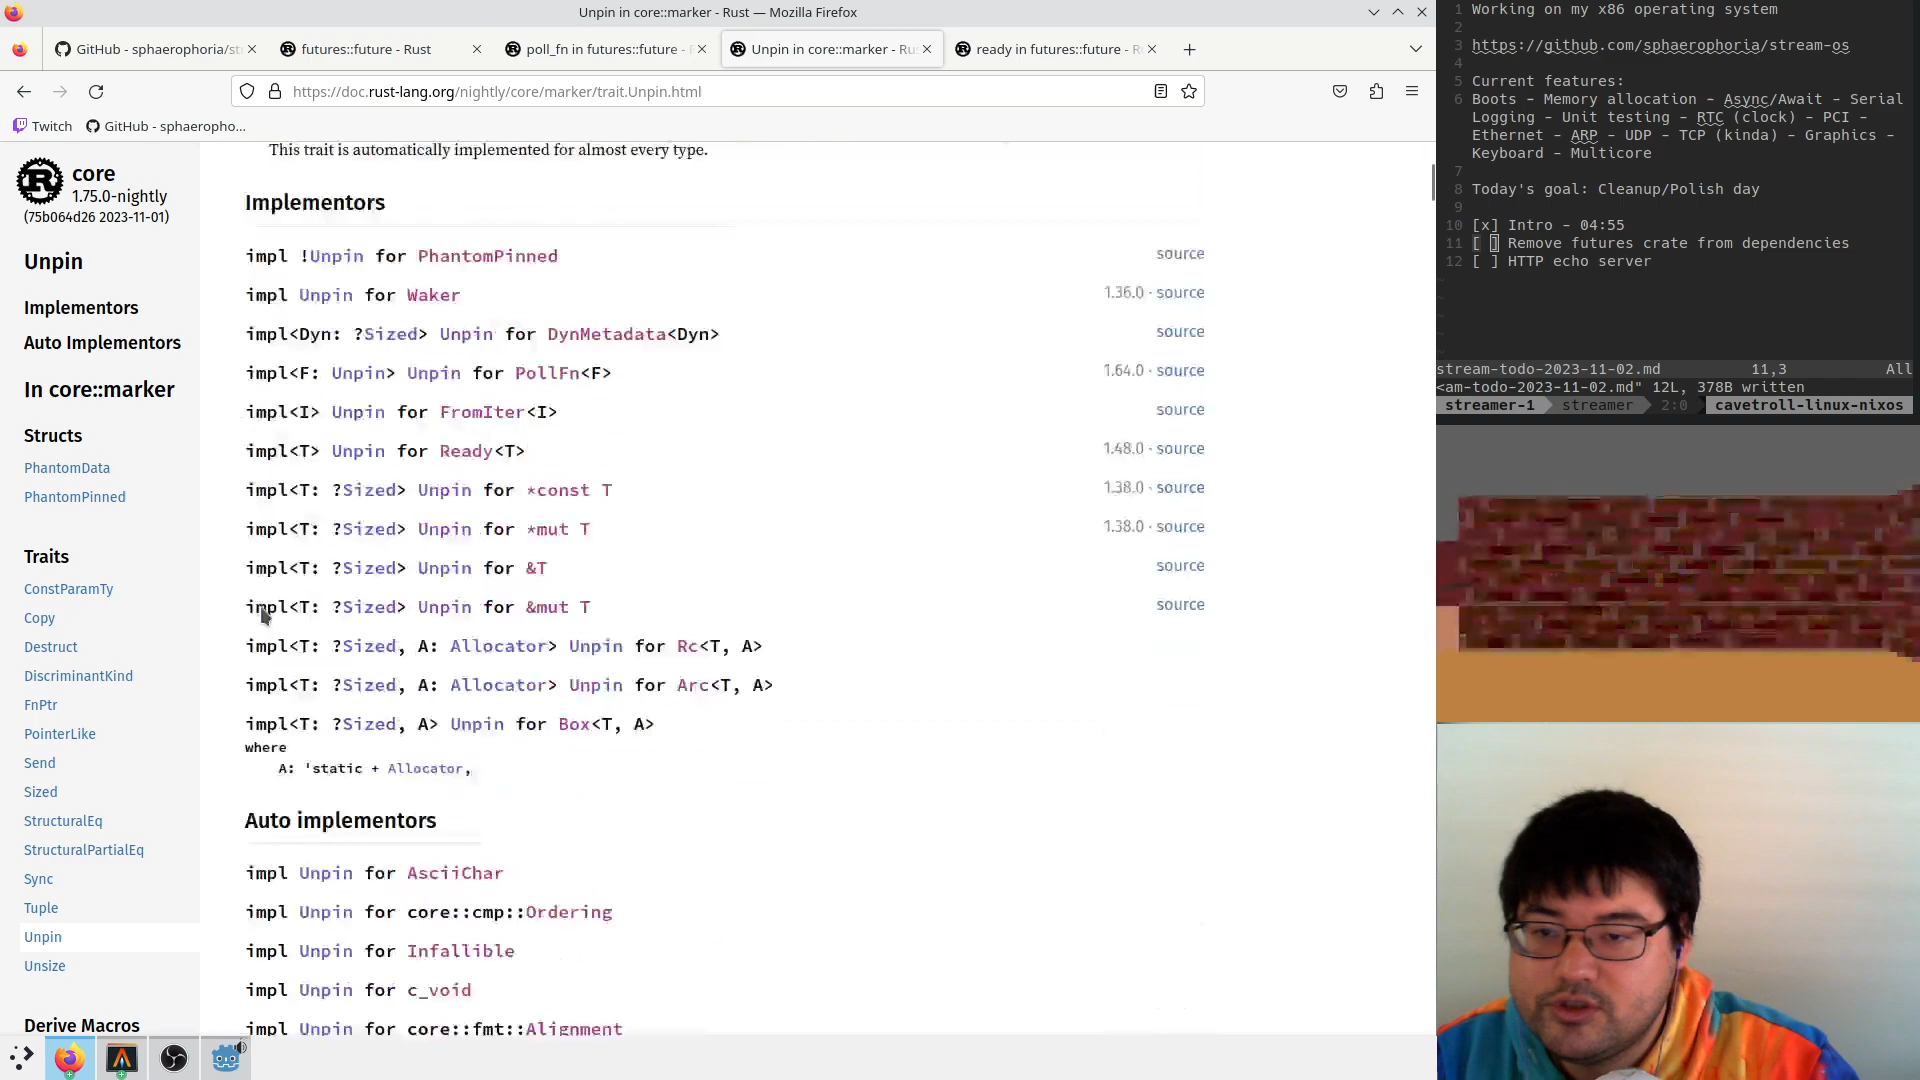 Unpin in core::marker - Rust — Mozilla Firefox
GitHub - sphaerophoria/str
futures::future - Rust
poll_fn in futures::future - R
Unpin in core::marker - Rus
ready in futures::future - R
https://doc.rust-lang.org/nightly/core/marker/trait.Unpin.html
Twitch
GitHub - sphaeropho...
core
1.75.0-nightly
(75b064d26 2023-11-01)
Unpin
Implementors
Auto Implementors
In core::marker
Structs
PhantomData
PhantomPinned
Traits
ConstParamTy
Copy
Destruct
DiscriminantKind
FnPtr
PointerLike
Send
Sized
StructuralEq
StructuralPartialEq
Sync
Tuple
Unpin
Unsize
Derive Macros
This trait is automatically implemented for almost every type.
Implementors
impl !Unpin for PhantomPinned source
impl Unpin for Waker 1.36.0 · source
impl<Dyn: ?Sized> Unpin for DynMetadata<Dyn> source
impl<F: Unpin> Unpin for PollFn<F> 1.64.0 · source
impl<I> Unpin for FromIter<I> source
impl<T> Unpin for Ready<T> 1.48.0 · source
impl<T: ?Sized> Unpin for *const T 1.38.0 · source
impl<T: ?Sized> Unpin for *mut T 1.38.0 · source
impl<T: ?Sized> Unpin for &T source
impl<T: ?Sized> Unpin for &mut T source
impl<T: ?Sized, A: Allocator> Unpin for Rc<T, A>
impl<T: ?Sized, A: Allocator> Unpin for Arc<T, A>
impl<T: ?Sized, A> Unpin for Box<T, A>
where
A: 'static + Allocator,
Auto implementors
impl Unpin for AsciiChar
impl Unpin for core::cmp::Ordering
impl Unpin for Infallible
impl Unpin for c_void
impl Unpin for core::fmt::Alignment
1 Working on my x86 operating system
2
3 https://github.com/sphaerophoria/stream-os
4
5 Current features:
6 Boots - Memory allocation - Async/Await - Serial
Logging - Unit testing - RTC (clock) - PCI -
Ethernet - ARP - UDP - TCP (kinda) - Graphics -
Keyboard - Multicore
7
8 Today's goal: Cleanup/Polish day
9
10 [x] Intro - 04:55
11 [ ] Remove futures crate from dependencies
12 [ ] HTTP echo server
~
~
~
~
stream-todo-2023-11-02.md 11,3 All
<am-todo-2023-11-02.md" 12L, 378B written
streamer-1 streamer 2:0 cavetroll-linux-nixos